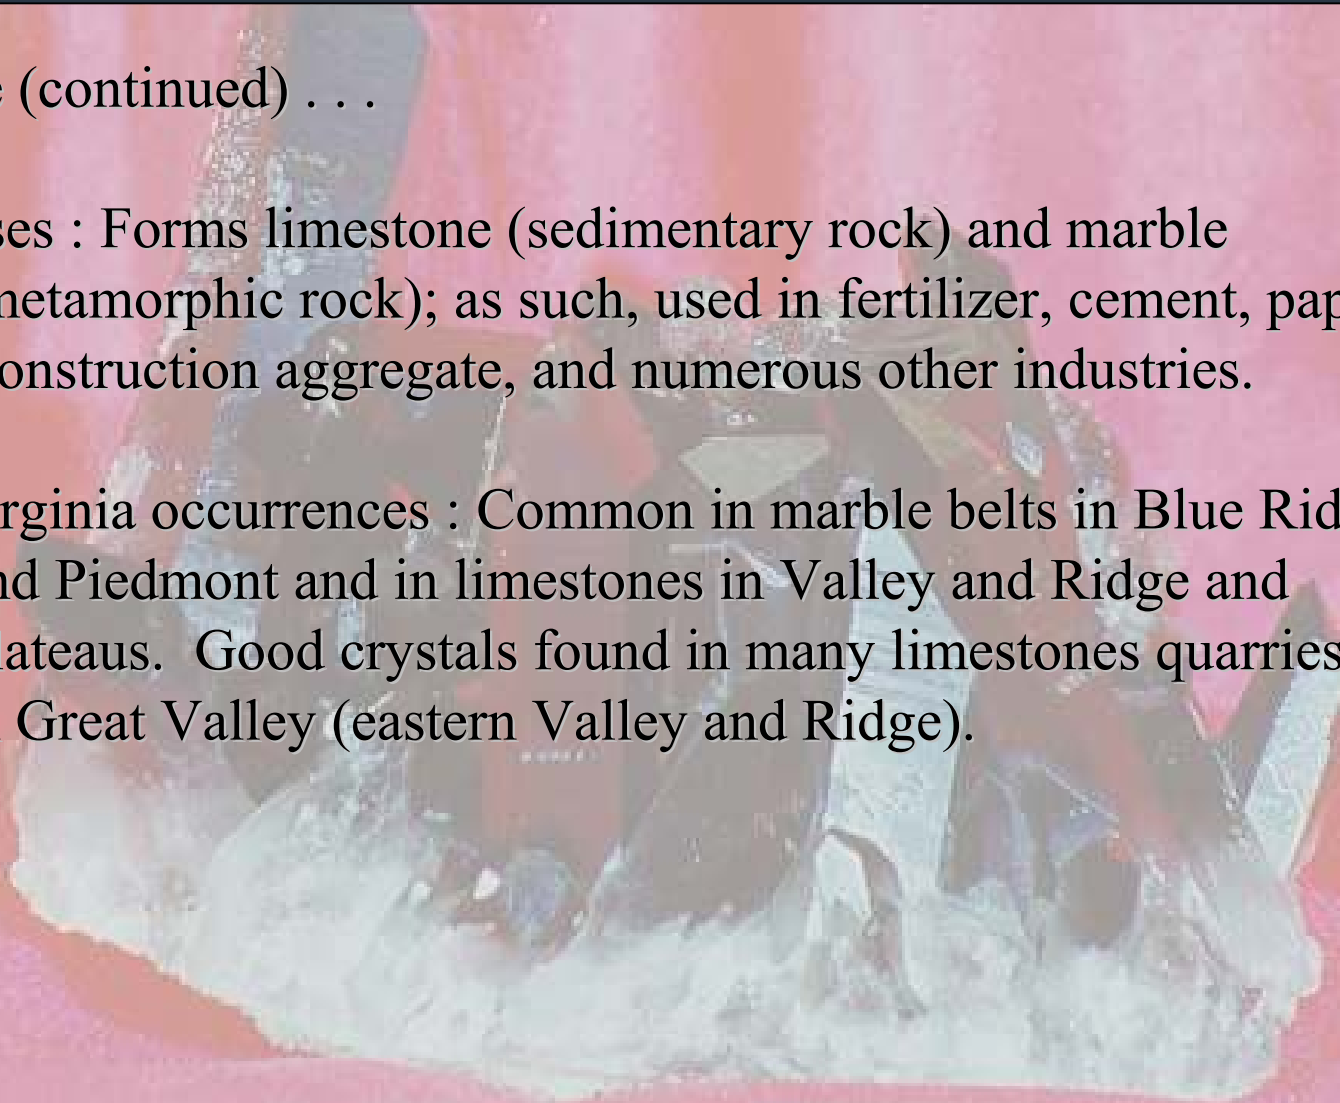 e (continued) . . .
ses : Forms limestone (sedimentary rock) and marble
metamorphic rock); as such, used in fertilizer, cement, pap
onstruction aggregate, and numerous other industries.
rginia occurrences : Common in marble belts in Blue Rid
nd Piedmont and in limestones in Valley and Ridge and
lateaus.  Good crystals found in many limestones quarries
Great Valley (eastern Valley and Ridge).